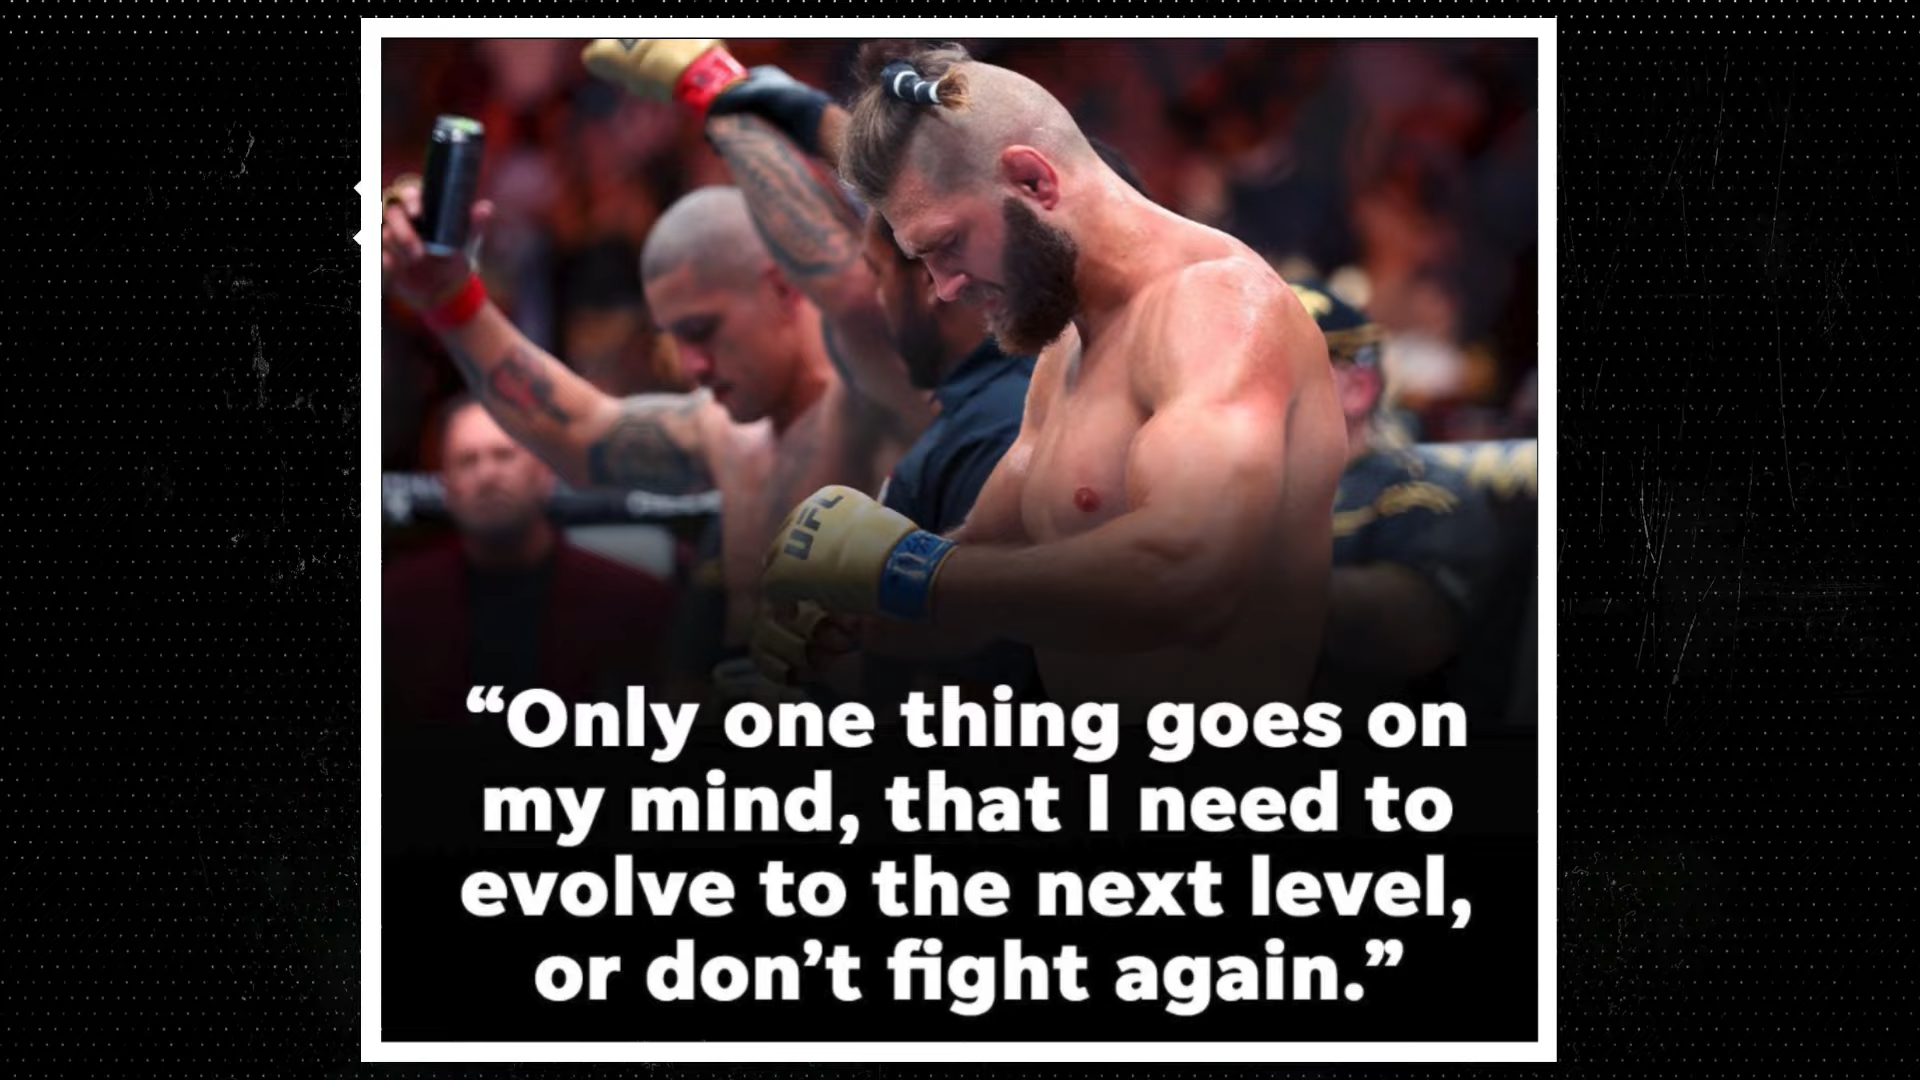 UFC
“Only one thing goes on
my mind, that I need to
evolve to the next level,
or don’t fight again.”